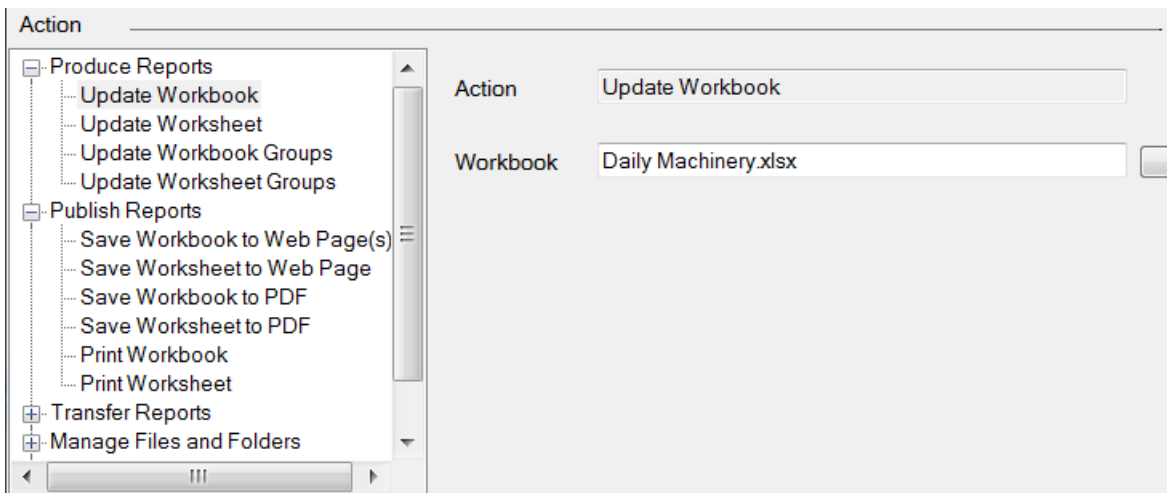 Action
Produce Reports
Update Workbook
Update Worksheet
Update Workbook Groups
Update Worksheet Groups
Publish Reports
Save Workbook to Web Page(s)
Save Worksheet to Web Page
Save Workbook to PDF
Save Worksheet to PDF
Print Workbook
Print Worksheet
Transfer Reports
Manage Files and Folders
Action Update Workbook
Workbook Daily Machinery.xlsx